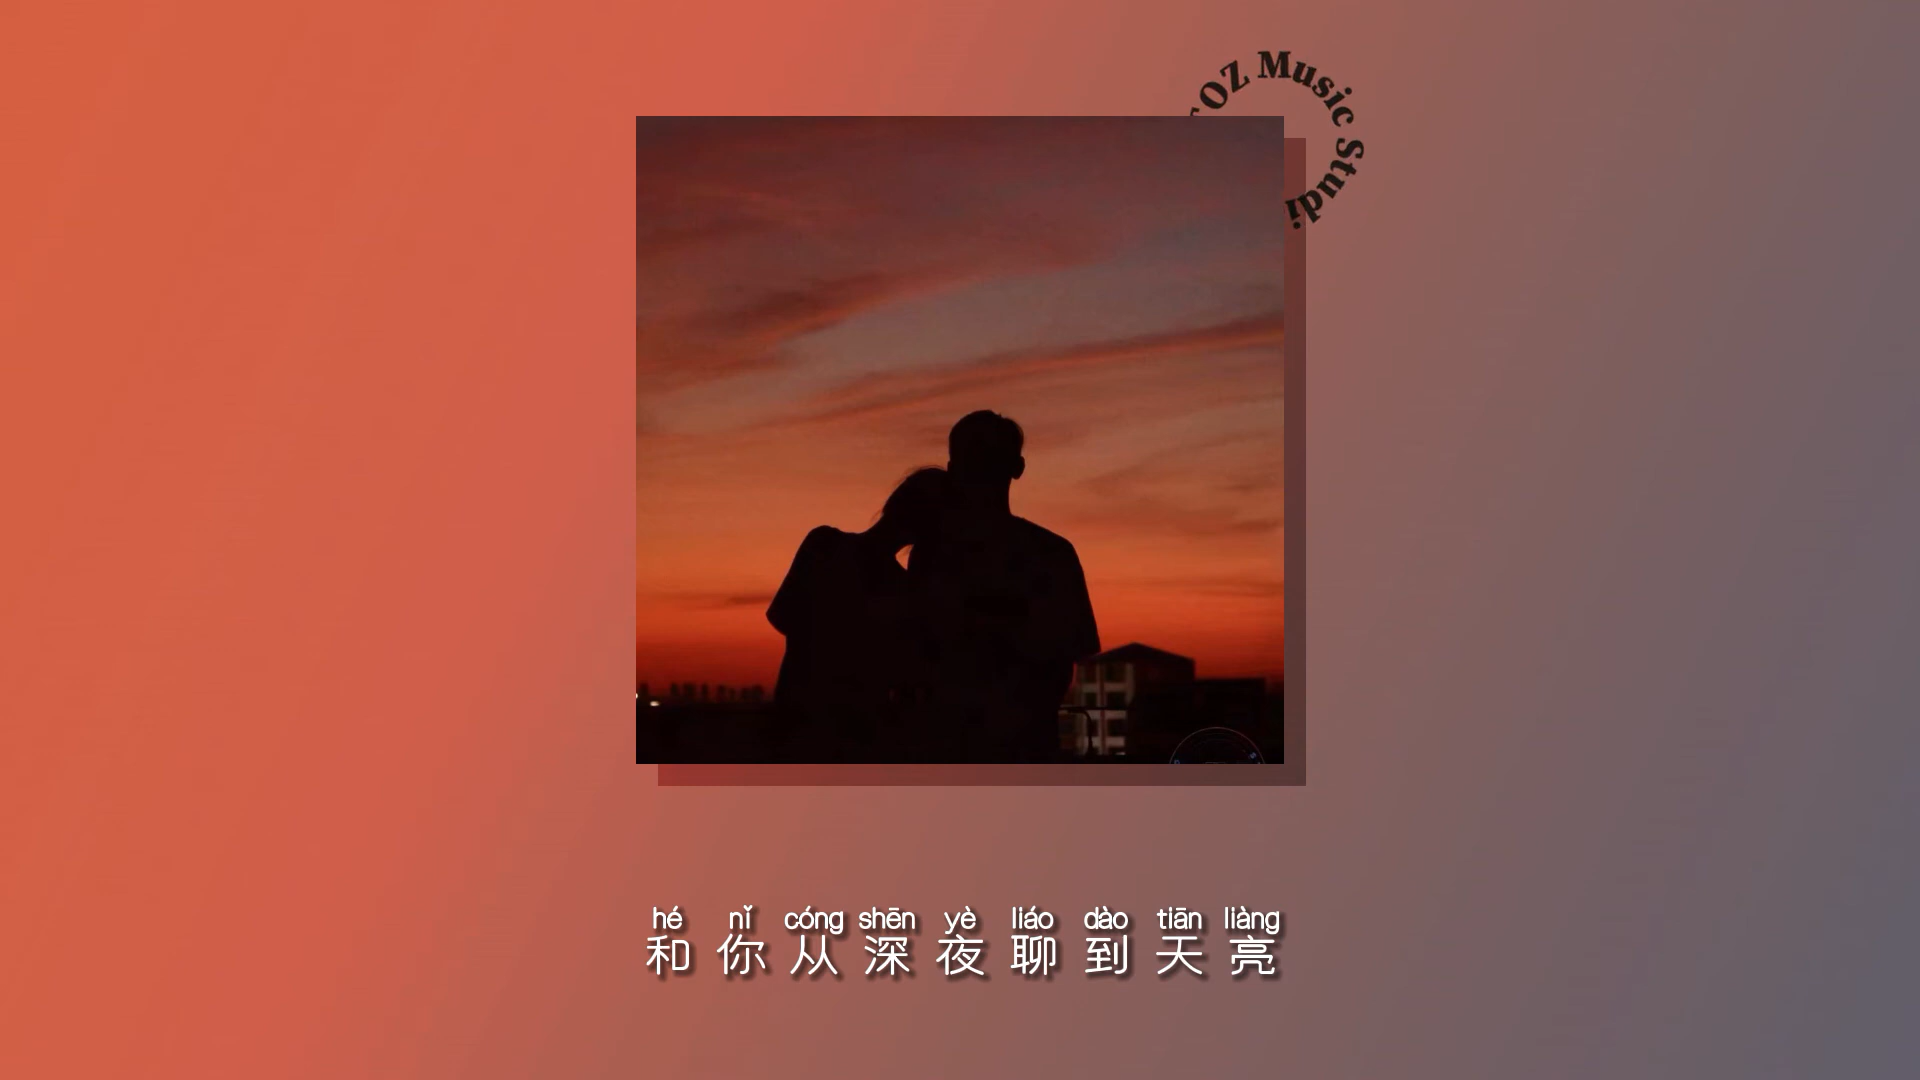 OZ Music Studi
hé nǐ cóng shēn yè liáo dào tiān liàng
和你从深夜聊到天亮